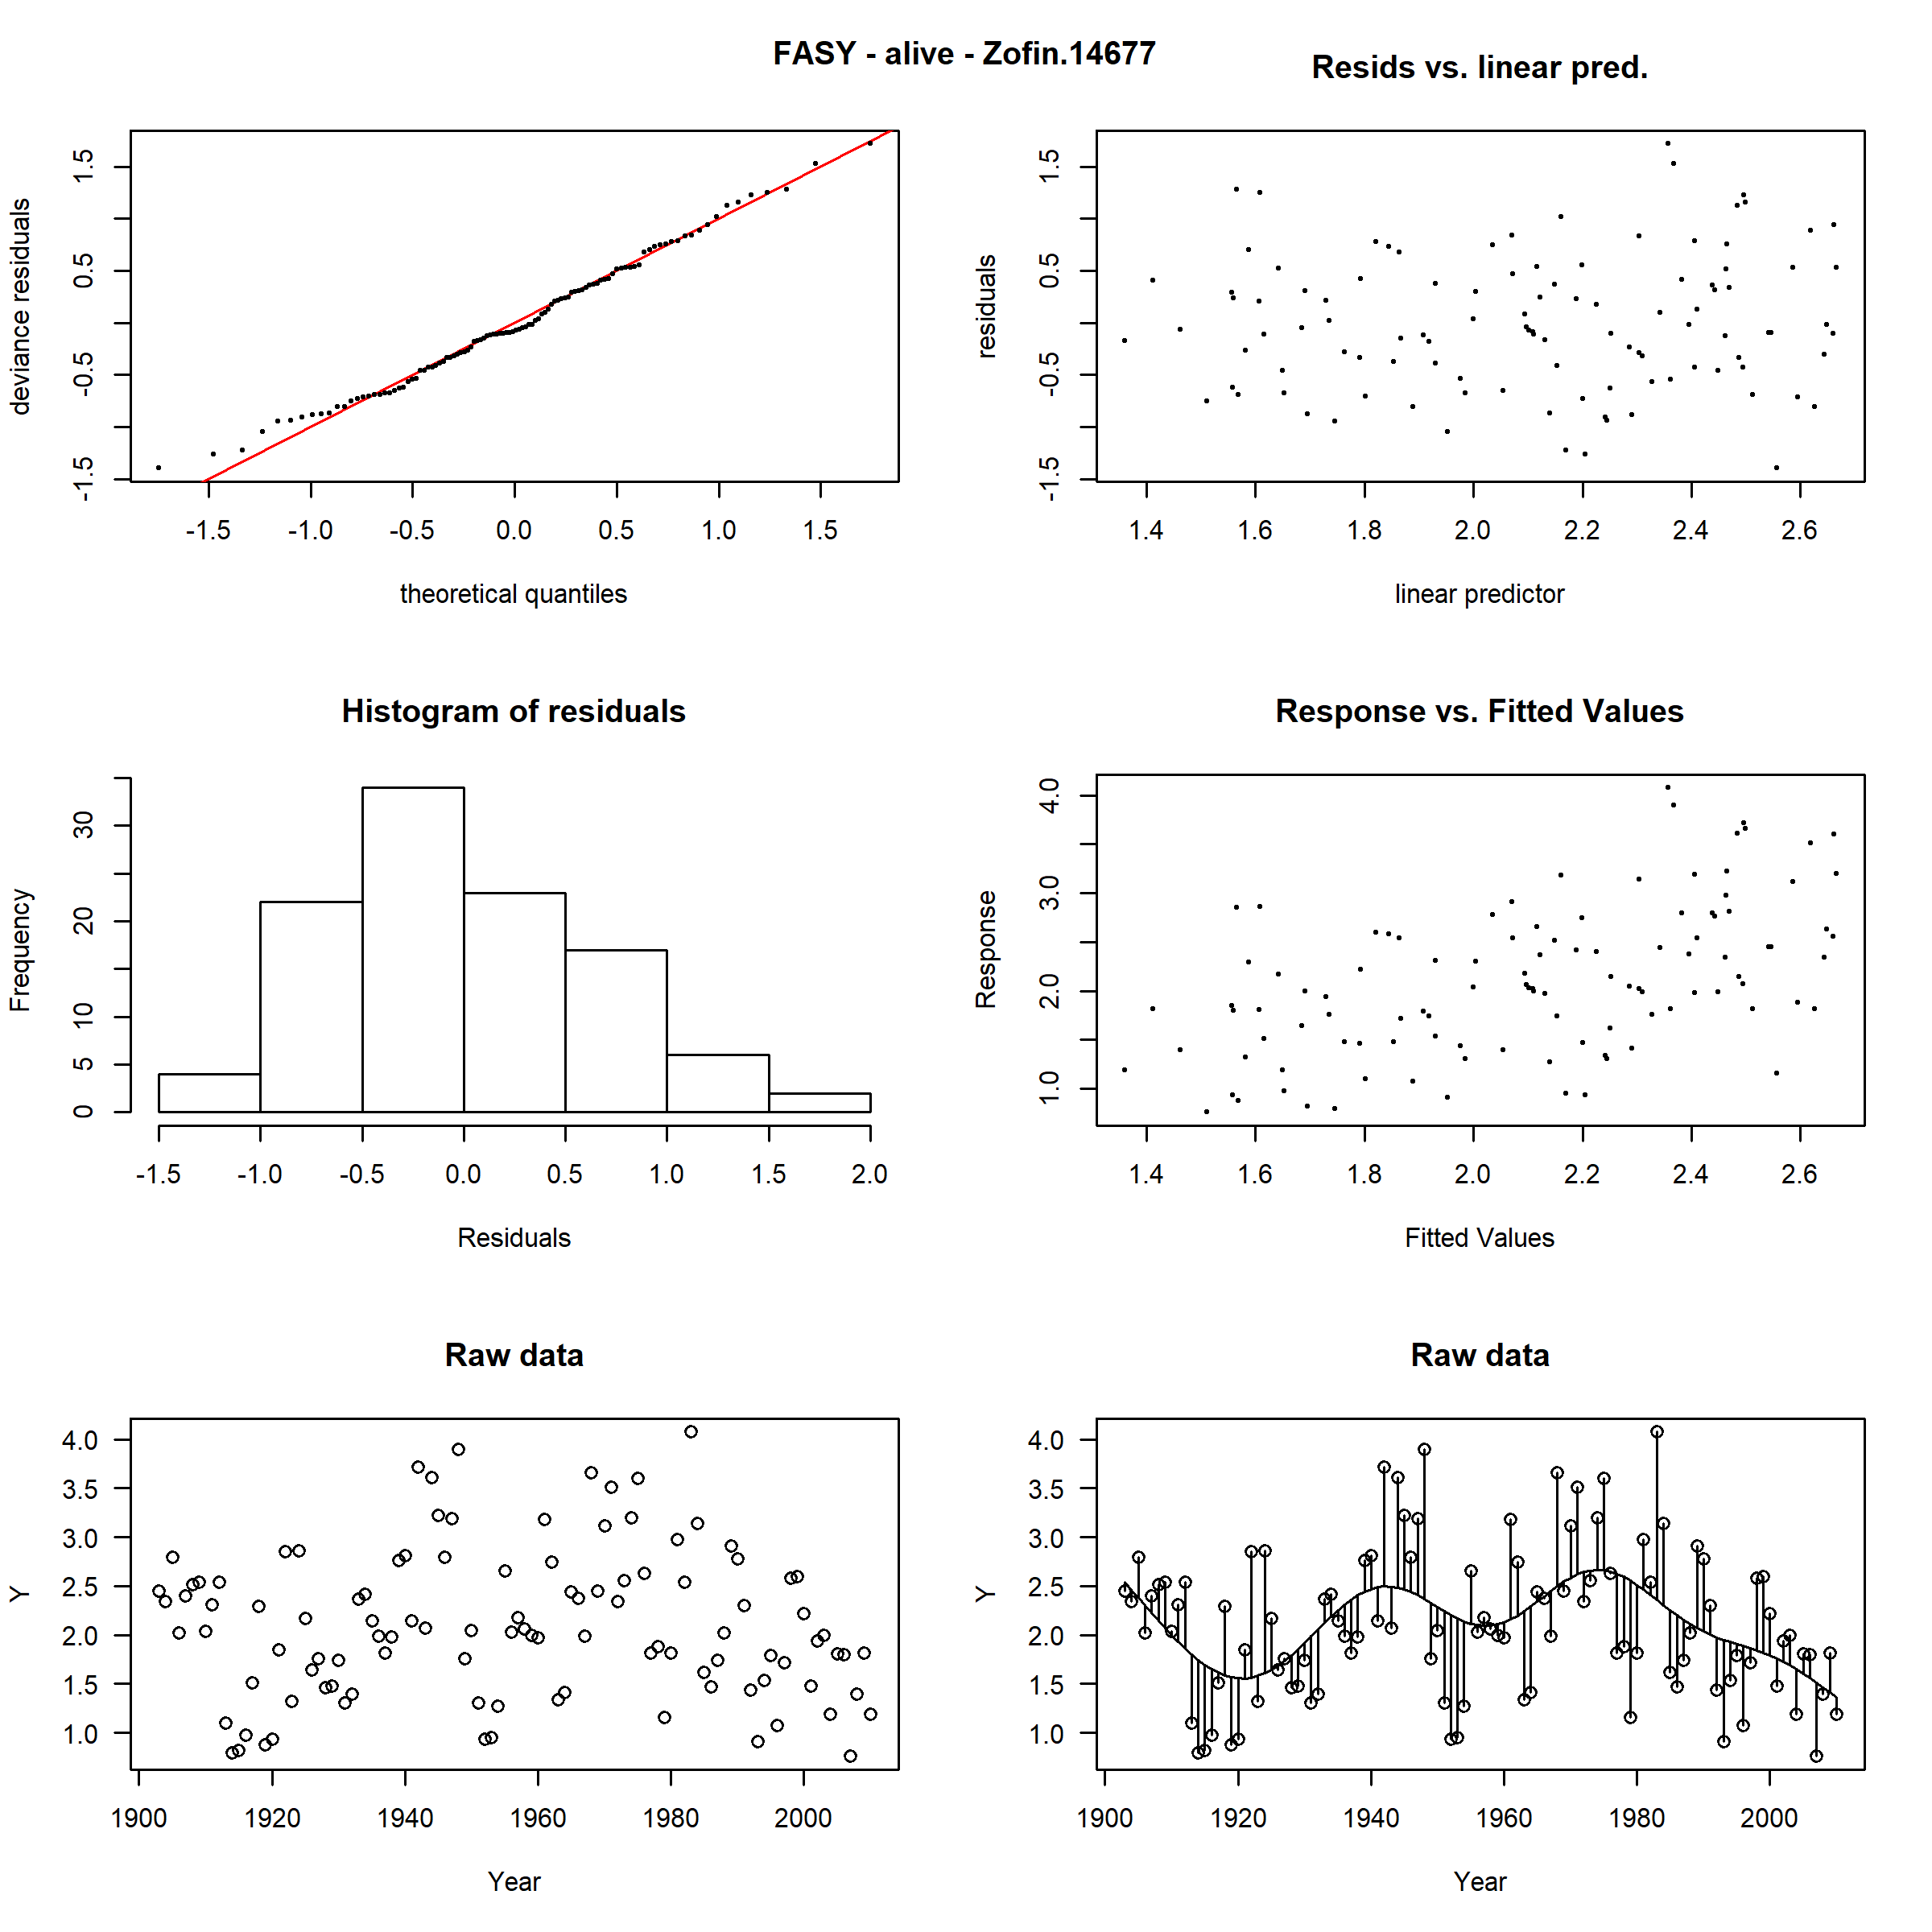 FASY - alive - Zofin.14677
Resids vs. linear pred.
deviance residuals
-1.5 -0.5 0.5 1.5
-1.5 -1.0 -0.5 0.0 0.5 1.0 1.5
theoretical quantiles
residuals
-1.5 -0.5 0.5 1.5
1.4 1.6 1.8 2.0 2.2 2.4 2.6
linear predictor
Histogram of residuals
Frequency
0 5 10 20 30
-1.5 -1.0 -0.5 0.0 0.5 1.0 1.5 2.0
Residuals
Response vs. Fitted Values
Response
1.0 2.0 3.0 4.0
1.4 1.6 1.8 2.0 2.2 2.4 2.6
Fitted Values
Raw data
Y
4.0
3.5
3.0
2.5
2.0
1.5
1.0
1900 1920 1940 1960 1980 2000
Year
Raw data
Y
4.0
3.5
3.0
2.5
2.0
1.5
1.0
1900 1920 1940 1960 1980 2000
Year